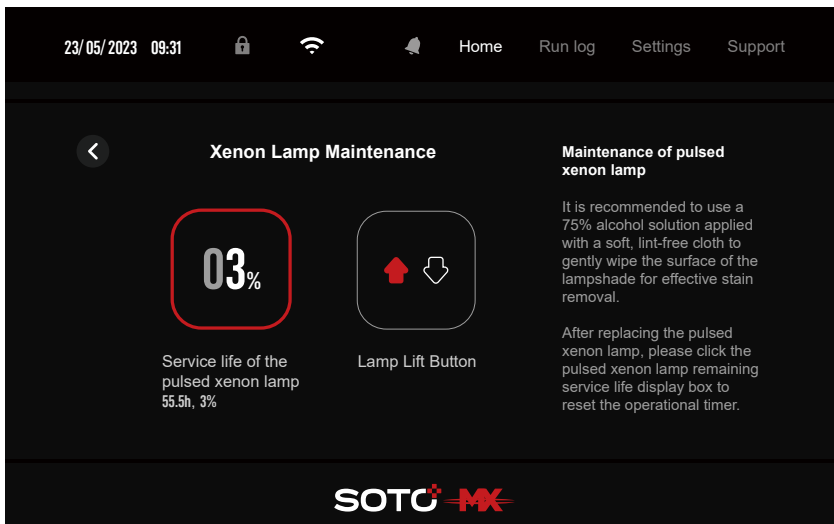 23/05/2023 09:31 Home Run log Settings Support
Xenon Lamp Maintenance
03%
Service life of the
pulsed xenon lamp
55.5h, 3%
Lamp Lift Button
Maintenance of pulsed
xenon lamp
It is recommended to use a
75% alcohol solution applied
with a soft, lint-free cloth to
gently wipe the surface of the
lampshade for effective stain
removal.
After replacing the pulsed
xenon lamp, please click the
pulsed xenon lamp remaining
service life display box to
reset the operational timer.
SOTO MX